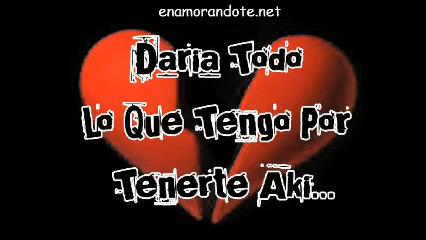 enamorandote.net
Daria Todo
Lo Que Tengo Por
Tenerte Aki...